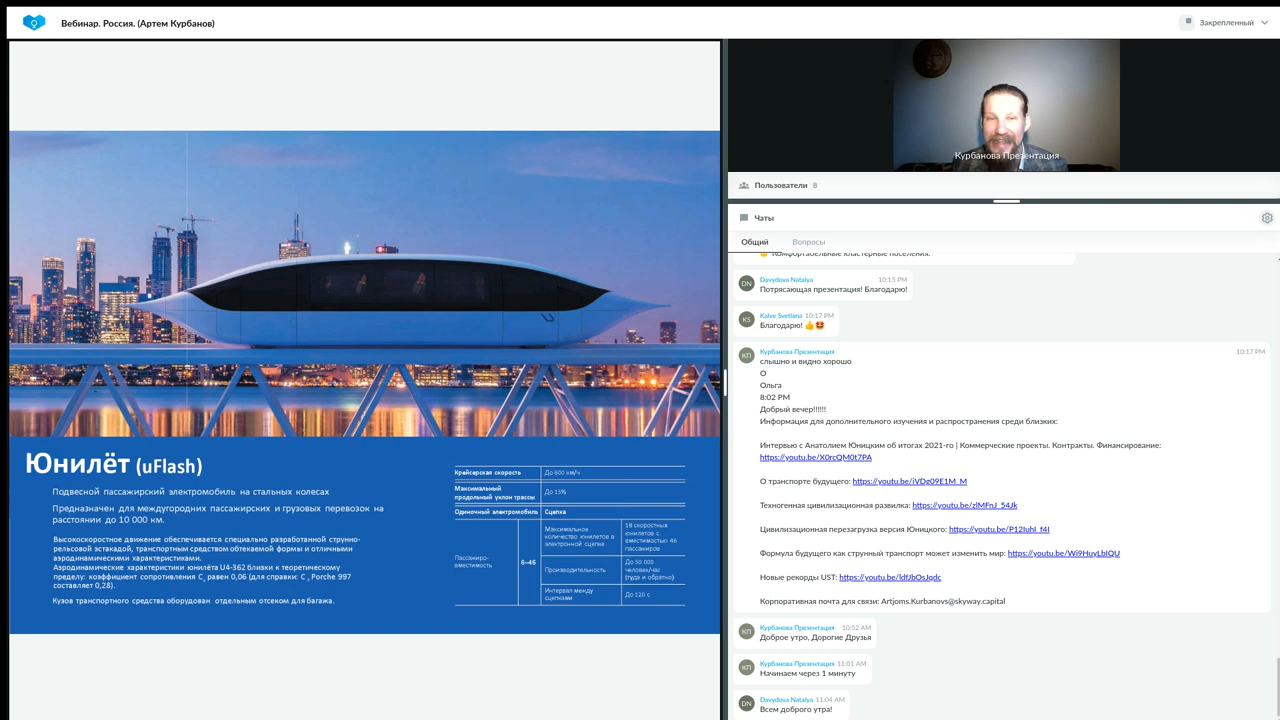 Вебинар. Россия. (Артем Курбанов)
Закрепленный
Юнилёт (uFlash)
Подвесной пассажирский электромобиль на стальных колесах
Предназначен для междугородних пассажирских и грузовых перевозок на
расстояния до 10 000 км.
Высокоскоростное движение обеспечивается специально разработанной струнно-
рельсовой эстакадой, транспортным средством обтекаемой формы и отличными
аэродинамическими характеристиками.
Аэродинамические характеристики юнилёта U4-362 близки к теоретическому
пределу: коэффициент сопротивления Cx равен 0,06 (для справки: Cx Porche 997
составляет 0,28).
Кузов транспортного средства оборудован отдельным отсеком для багажа.
Крейсерская скорость До 600 км/ч
Максимальный
продольный уклон трассы До 15%
Одиночный электромобиль Сцепка
Пассажиро-
вместимость 6–46
Максимальное
количество юнилетов в
электронной сцепке
18 скоростных
юнилетов с
вместимостью 46
пассажиров
Производительность
До 50 000
человек/час
(туда и обратно)
Интервал между
сцепками
До 120 с
Курбанова Презентация
Пользователи 8
Чаты
Общий Вопросы
Комфортабельные кластерные поселения.
DN
Davydova Natalya 10:15 PM
Потрясающая презентация! Благодарю!
KS
Kalve Svetlana 10:17 PM
Благодарю! 👍🤩
КП
Курбанова Презентация 10:17 PM
слышно и видно хорошо
О
Ольга
8:02 PM
Добрый вечер!!!!!!
Информация для дополнительного изучения и распространения среди близких:
Интервью с Анатолием Юницким об итогах 2021-го | Коммерческие проекты. Контракты. Финансирование:
https://youtu.be/X0rcQM0t7PA
О транспорте будущего: https://youtu.be/jVDg09E1M_M
Техногенная цивилизационная развилка: https://youtu.be/zlMFnJ_54Jk
Цивилизационная перезагрузка версия Юницкого: https://youtu.be/P12IuhI_f4I
Формула будущего как струнный транспорт может изменить мир: https://youtu.be/Wi9HuyLbIQU
Новые рекорды UST: https://youtu.be/ldfJbOsJqdc
Корпоративная почта для связи: Artjoms.Kurbanovs@skyway.capital
КП
Курбанова Презентация 10:52 AM
Доброе утро, Дорогие Друзья
КП
Курбанова Презентация 11:01 AM
Начинаем через 1 минуту
DN
Davydova Natalya 11:04 AM
Всем доброго утра!